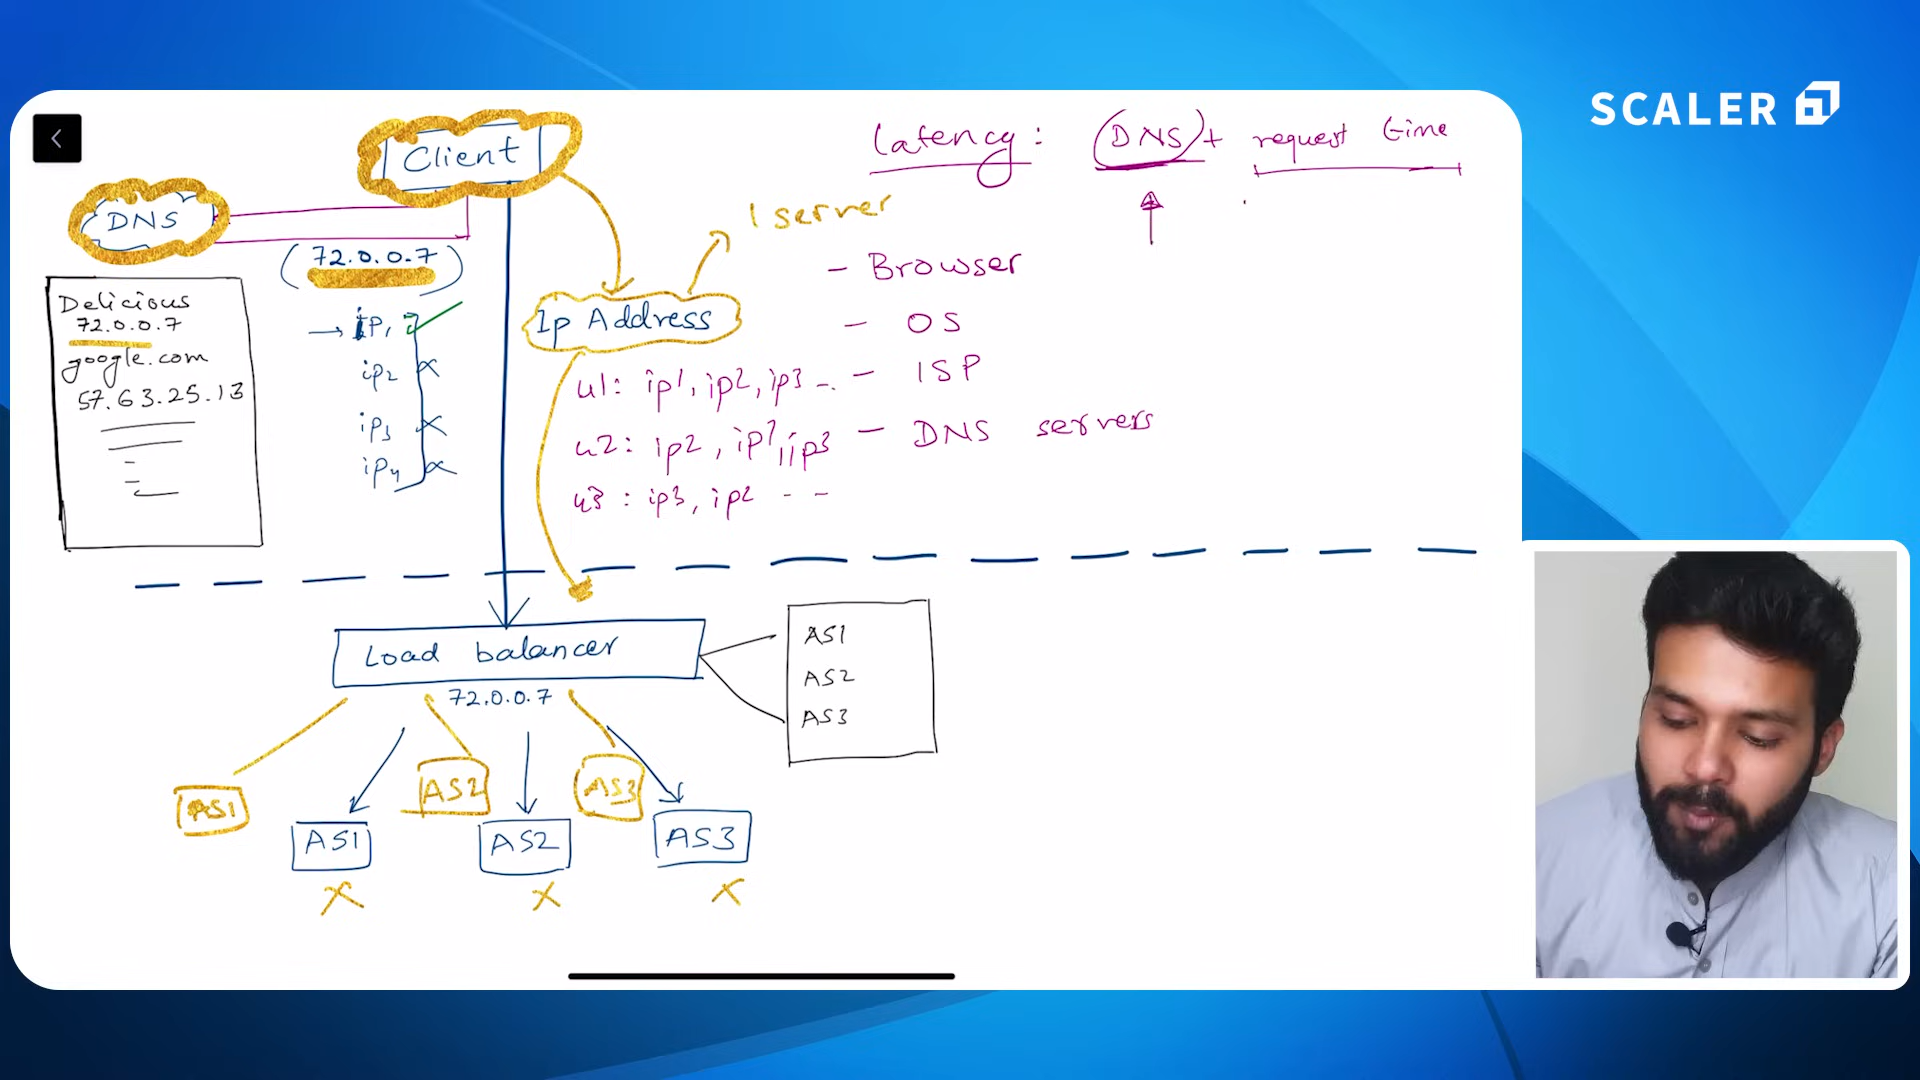 SCALER
Client
Latency: (DNS) + request time
DNS
1 server
(72.0.0.7)
- Browser
Delicious
72.0.0.7
google.com
57.63.25.13
→ ip1
ip2
ip3
ip4
Ip Address
- OS
- ISP
- DNS servers
u1: ip1, ip2, ip3 - .
u2: ip2, ip1, ip3
u3: ip3, ip2 - -
Load balancer
72.0.0.7
AS1
AS2
AS3
AS1
AS2
AS3
AS1
AS2
AS3
x
x
x